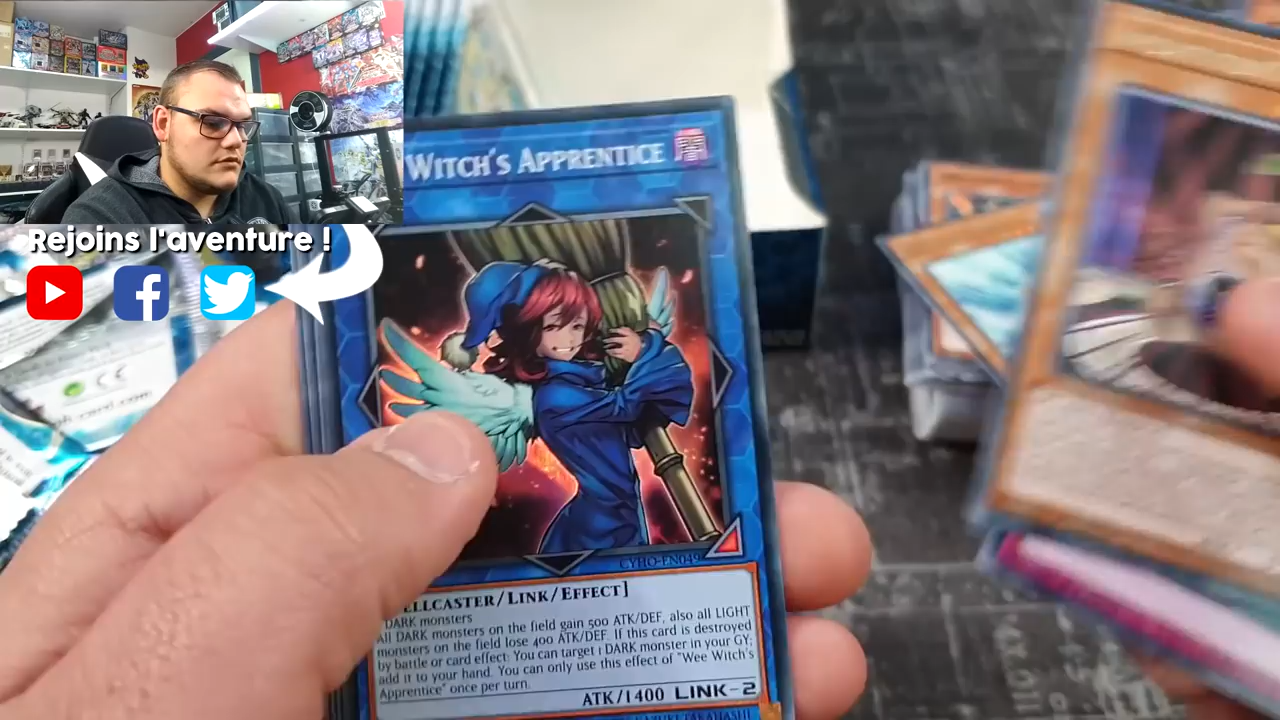 Rejoins l'aventure !
WITCH'S APPRENTICE
CYHO-EN049
ELLCASTER/LINK/EFFECT]
DARK monsters
All DARK monsters on the field gain 500 ATK/DEF, also all LIGHT
monsters on the field lose 400 ATK/DEF. If this card is destroyed
by battle or card effect: You can target 1 DARK monster in your GY;
add it to your hand. You can only use this effect of "Wee Witch's
Apprentice" once per turn.
ATK/1400 LINK-2
KAZUKI TAKAHASHI